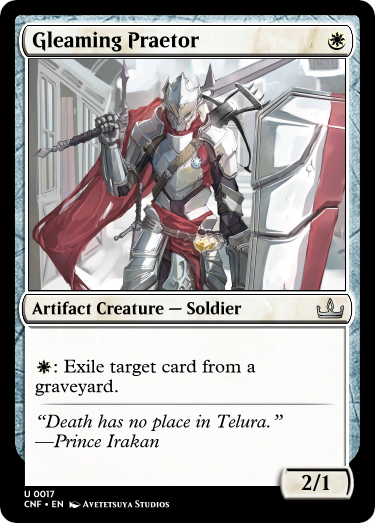 Gleaming Praetor
Artifact Creature — Soldier
: Exile target card from a
graveyard.
“Death has no place in Telura.”
—Prince Irakan
2/1
U 0017
CNF • EN Avetetsuya Studios